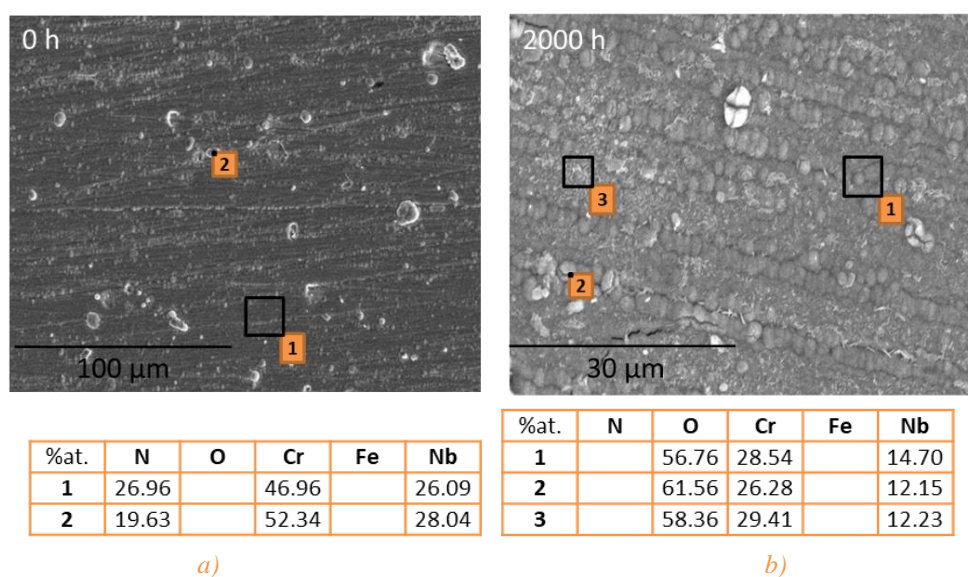 0 h
2
1
100 µm
2000 h
3
1
2
30 µm
%at. N O Cr Fe Nb
1 26.96 46.96 26.09
2 19.63 52.34 28.04
%at. N O Cr Fe Nb
1 56.76 28.54 14.70
2 61.56 26.28 12.15
3 58.36 29.41 12.23
a)
b)